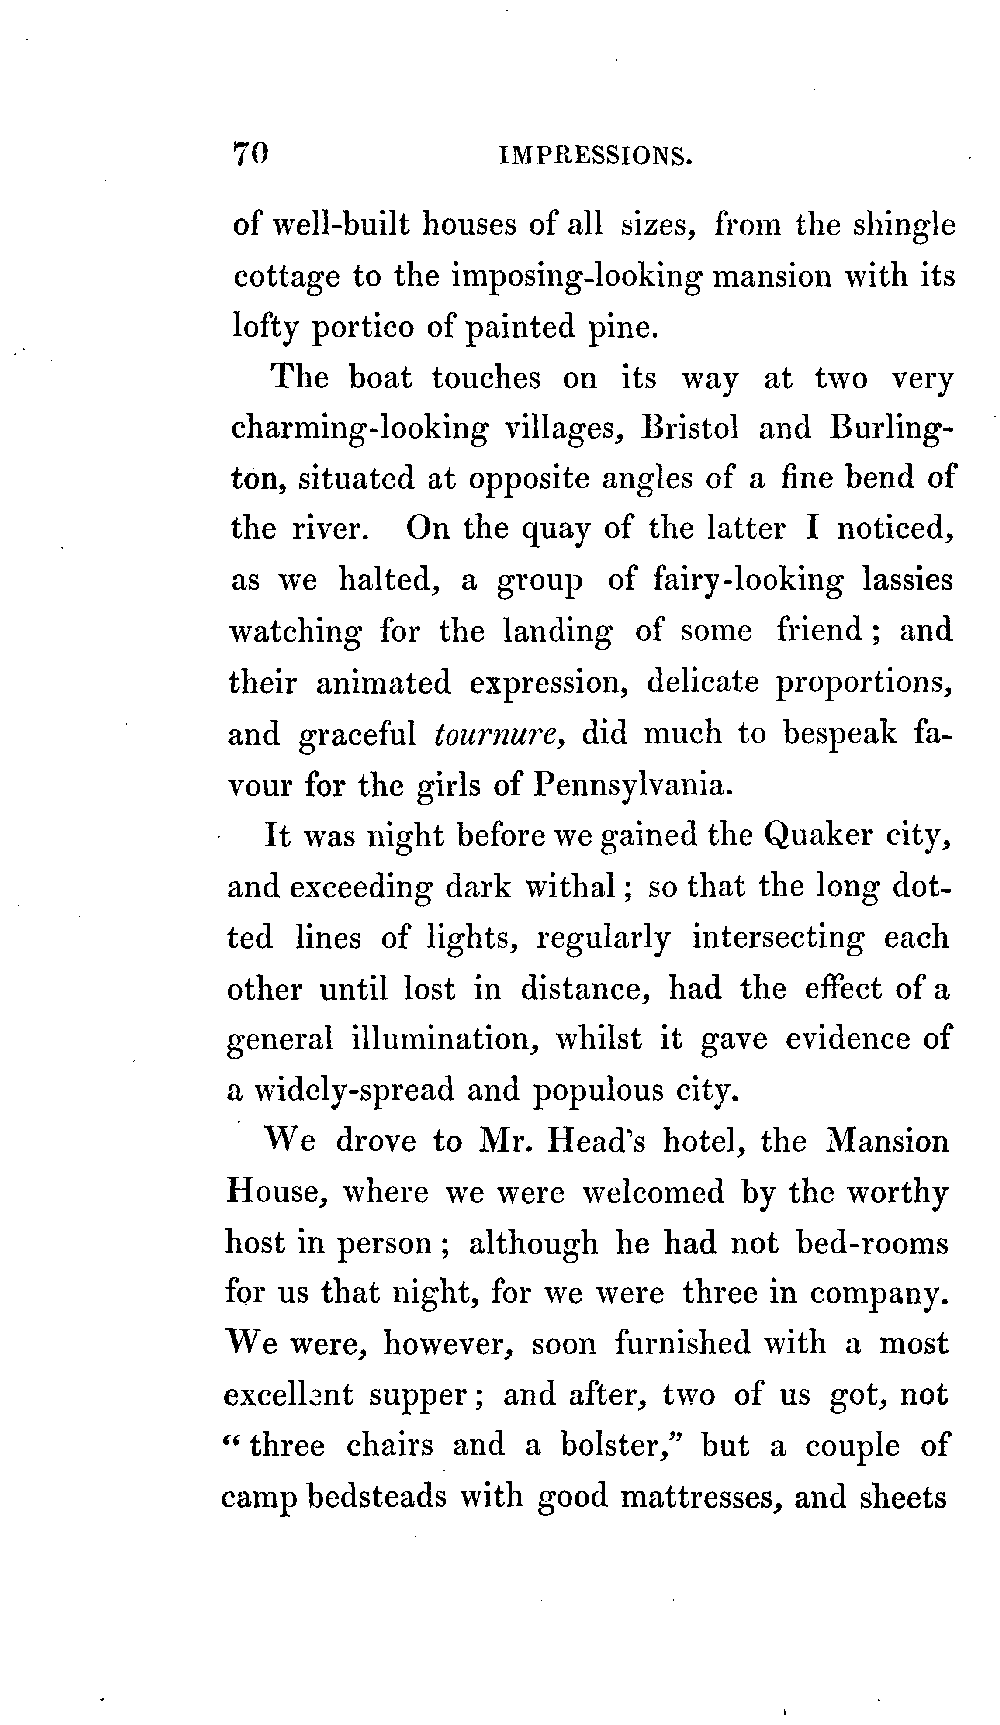 70 IMPRESSIONS.
of well-built houses of all sizes, from the shingle
cottage to the imposing-looking mansion with its
lofty portico of painted pine.
The boat touches on its way at two very
charming-looking villages, Bristol and Burling-
ton, situated at opposite angles of a fine bend of
the river. On the quay of the latter I noticed,
as we halted, a group of fairy-looking lassies
watching for the landing of some friend ; and
their animated expression, delicate proportions,
and graceful tournure, did much to bespeak fa-
vour for the girls of Pennsylvania.
It was night before we gained the Quaker city,
and exceeding dark withal ; so that the long dot-
ted lines of lights, regularly intersecting each
other until lost in distance, had the effect of a
general illumination, whilst it gave evidence of
a widely-spread and populous city.
We drove to Mr. Head's hotel, the Mansion
House, where we were welcomed by the worthy
host in person ; although he had not bed-rooms
for us that night, for we were three in company.
We were, however, soon furnished with a most
excellent supper ; and after, two of us got, not
“ three chairs and a bolster,” but a couple of
camp bedsteads with good mattresses, and sheets